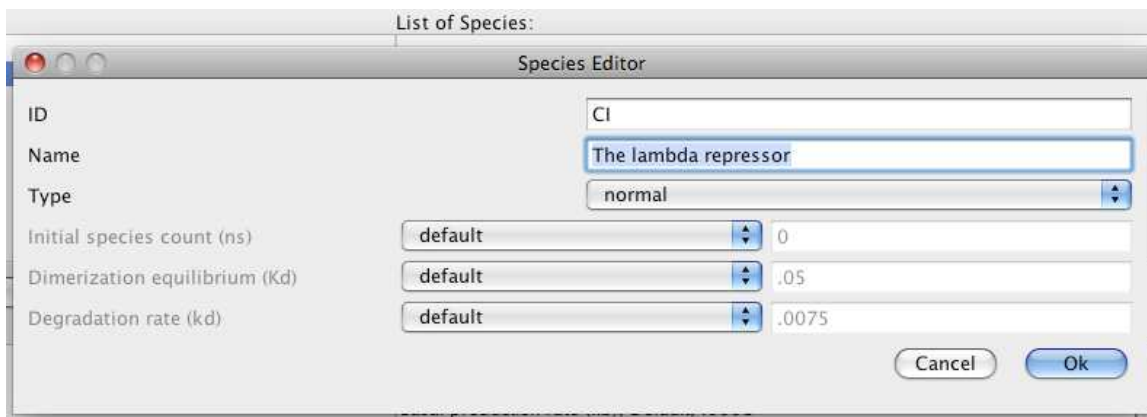 List of Species:
Species Editor
ID CI
Name The lambda repressor
Type normal
Initial species count (ns) default 0
Dimerization equilibrium (Kd) default .05
Degradation rate (kd) default .0075
Cancel Ok